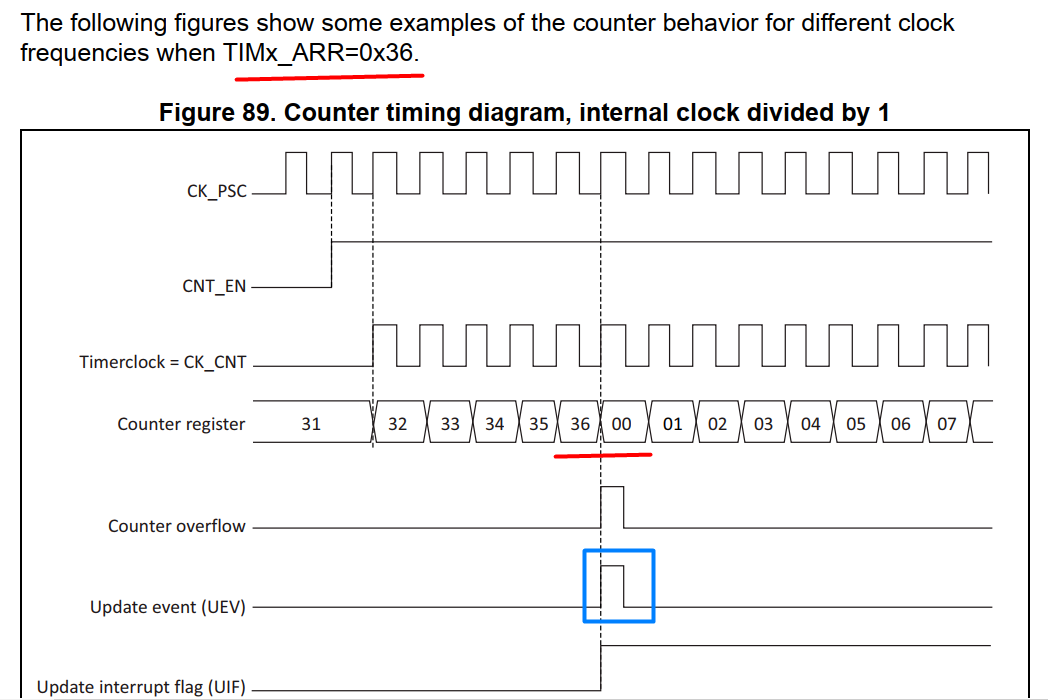 The following figures show some examples of the counter behavior for different clock
frequencies when TIMx_ARR=0x36.
Figure 89. Counter timing diagram, internal clock divided by 1
CK_PSC
CNT_EN
Timerclock = CK_CNT
Counter register 31 32 33 34 35 36 00 01 02 03 04 05 06 07
Counter overflow
Update event (UEV)
Update interrupt flag (UIF)